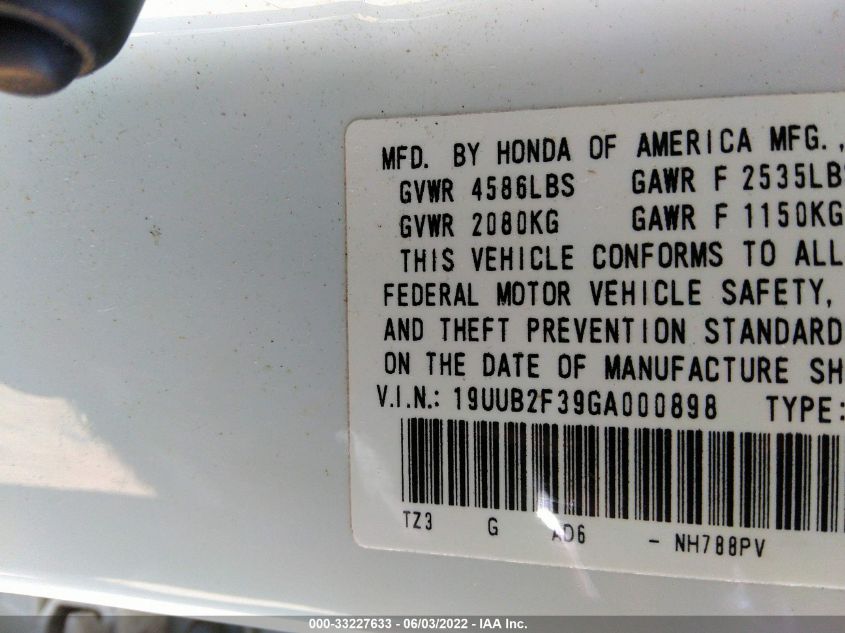 MFD. BY HONDA OF AMERICA MFG.,
GVWR 4586LBS GAWR F 2535LB
GVWR 2080KG GAWR F 1150KG
THIS VEHICLE CONFORMS TO ALL
FEDERAL MOTOR VEHICLE SAFETY,
AND THEFT PREVENTION STANDARD
ON THE DATE OF MANUFACTURE SH
V.I.N.: 19UUB2F39GA000898 TYPE:
TZ3 G AD6 - NH788PV
000-33227633 - 06/03/2022 - IAA Inc.